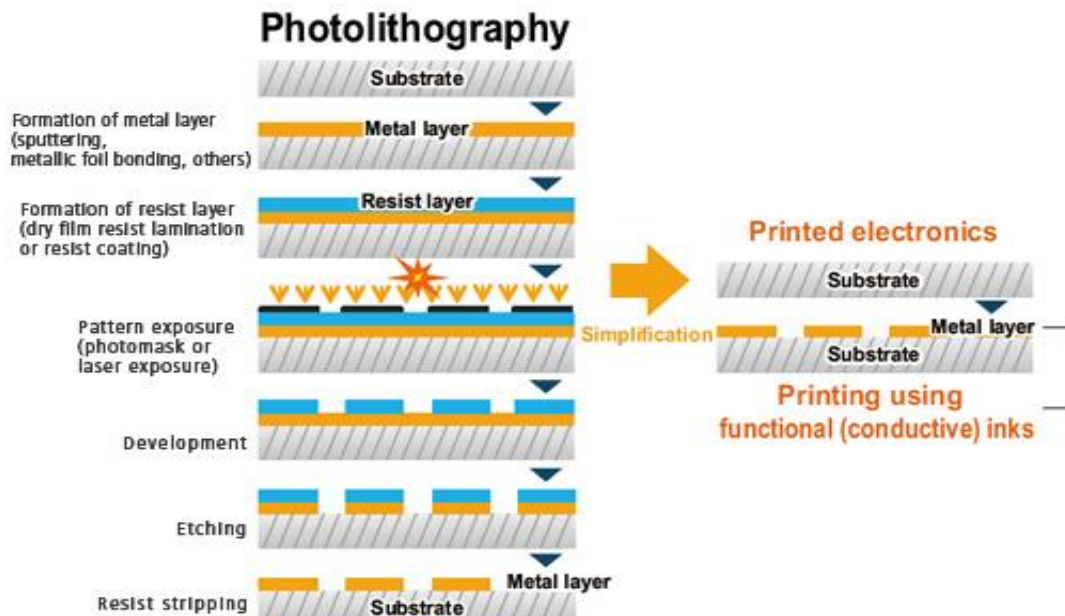 Photolithography
Substrate
Formation of metal layer
(sputtering,
metallic foil bonding, others)
Metal layer
Formation of resist layer
(dry film resist lamination
or resist coating)
Resist layer
Pattern exposure
(photomask or
laser exposure)
Development
Etching
Resist stripping
Metal layer
Substrate
Simplification
Printed electronics
Substrate
Metal layer
Substrate
Printing using
functional (conductive) inks